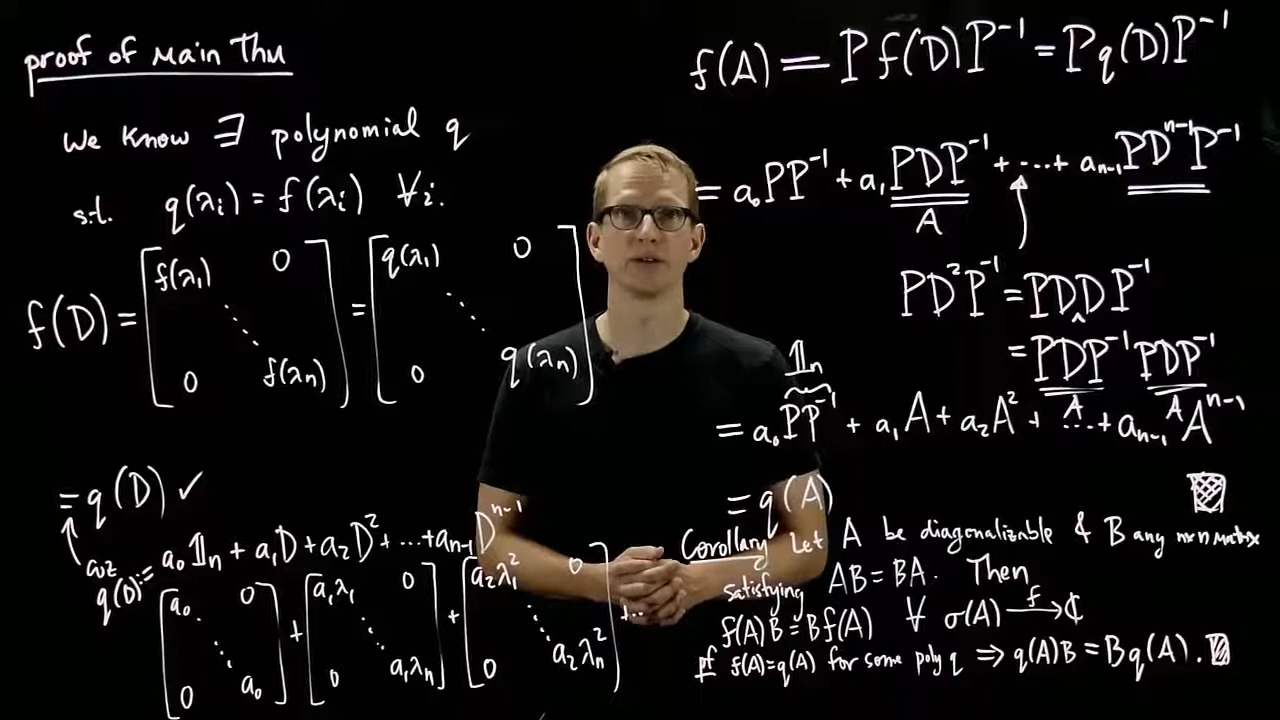 proof of Main Thm
We know ∃ polynomial q
s.t. q(λᵢ) = f(λᵢ) ∀i.
f(D) = [f(λ₁) 0 ⋱ 0 f(λₙ)] = [q(λ₁) 0 ⋱ 0 q(λₙ)]
= q(D) ✓
q(D) := a₀𝟙ₙ + a₁D + a₂D² + ... + aₙ₋₁Dⁿ⁻¹
[a₀ 0 ⋱ 0 a₀] + [a₁λ₁ 0 ⋱ 0 a₁λₙ] + [a₂λ₁² 0 ⋱ 0 a₂λₙ²] + ...
f(A) = P f(D) P⁻¹ = P q(D) P⁻¹
= a₀PP⁻¹ + a₁PDP⁻¹ + ... + aₙ₋₁PDⁿ⁻¹P⁻¹
A
PD²P⁻¹ = PDDP⁻¹
= PDP⁻¹PDP⁻¹
A A
𝟙ₙ
= a₀PP⁻¹ + a₁A + a₂A² + ... + aₙ₋₁Aⁿ⁻¹
= q(A)
Corollary Let A be diagonalizable & B any n×n matrix
satisfying AB = BA. Then
f(A)B = Bf(A) ∀ σ(A) —f→ ℂ
pf f(A)=q(A) for some poly q ⇒ q(A)B = Bq(A).